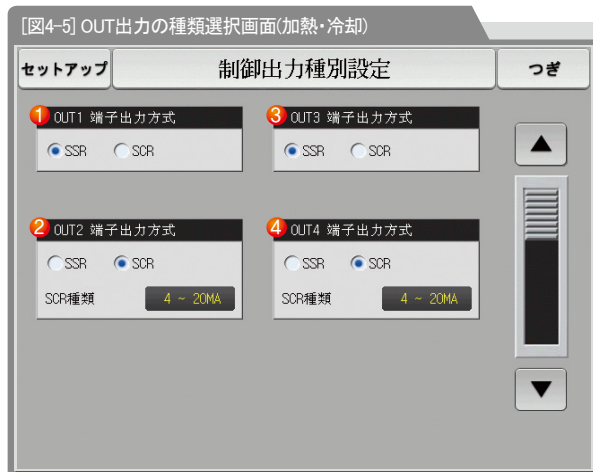 [図4-5] OUT出力の種類選択画面(加熱・冷却)
セットアップ
制御出力種別設定
つぎ
1 OUT1 端子出力方式
SSR SCR
3 OUT3 端子出力方式
SSR SCR
2 OUT2 端子出力方式
SSR SCR
SCR種類 4 ~ 20MA
4 OUT4 端子出力方式
SSR SCR
SCR種類 4 ~ 20MA